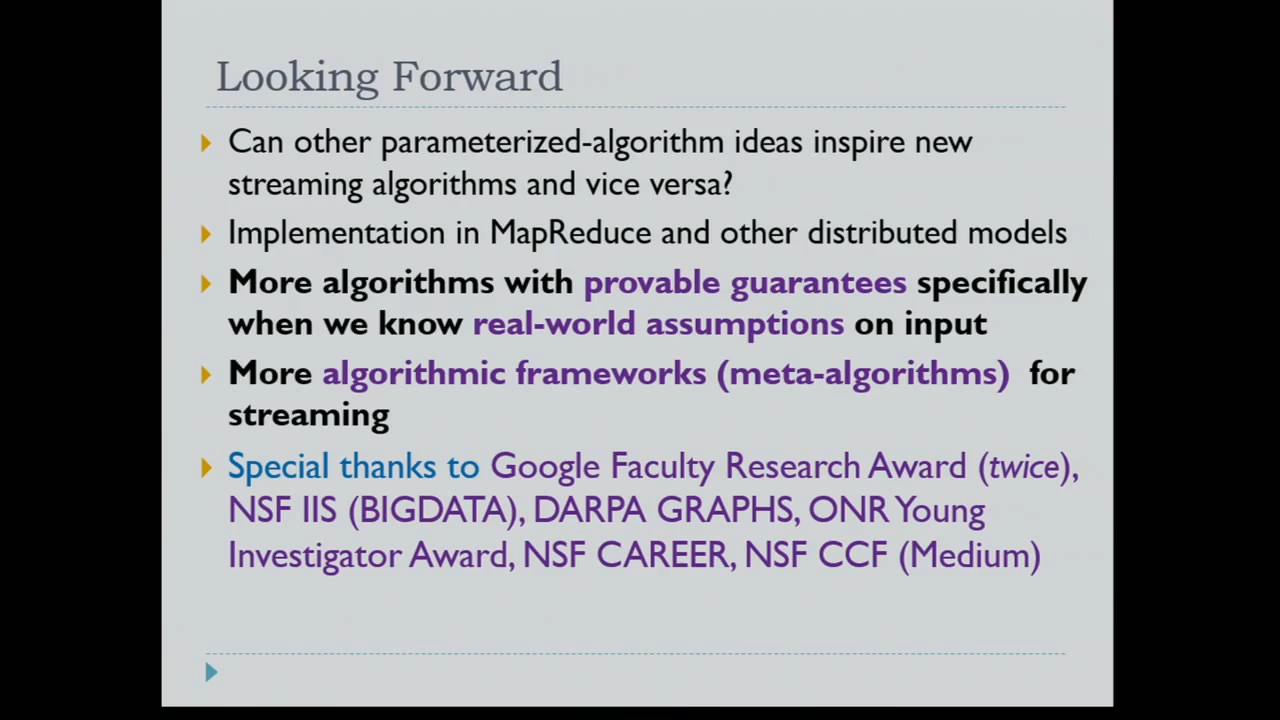 Looking Forward
Can other parameterized-algorithm ideas inspire new
streaming algorithms and vice versa?
Implementation in MapReduce and other distributed models
More algorithms with provable guarantees specifically
when we know real-world assumptions on input
More algorithmic frameworks (meta-algorithms) for
streaming
Special thanks to Google Faculty Research Award (twice),
NSF IIS (BIGDATA), DARPA GRAPHS, ONR Young
Investigator Award, NSF CAREER, NSF CCF (Medium)